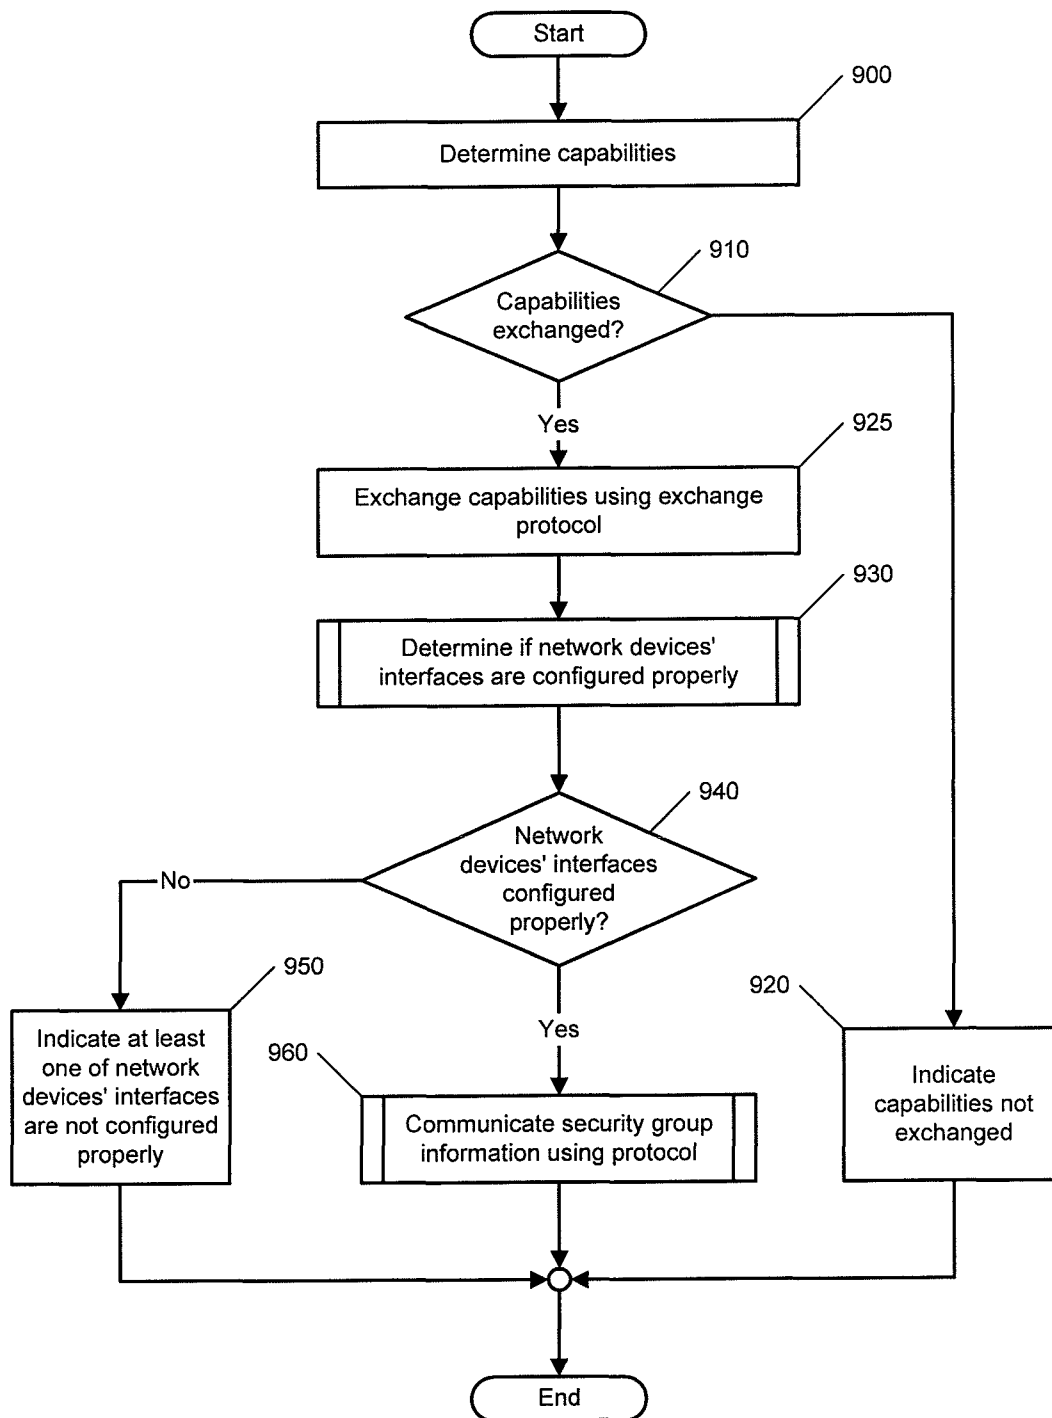 Start
900
Determine capabilities
910
Capabilities
exchanged?
Yes
925
Exchange capabilities using exchange
protocol
930
Determine if network devices'
interfaces are configured properly
940
Network
devices' interfaces
configured
properly?
No
950
Indicate at least
one of network
devices' interfaces
are not configured
properly
Yes
960
Communicate security group
information using protocol
920
Indicate
capabilities not
exchanged
End